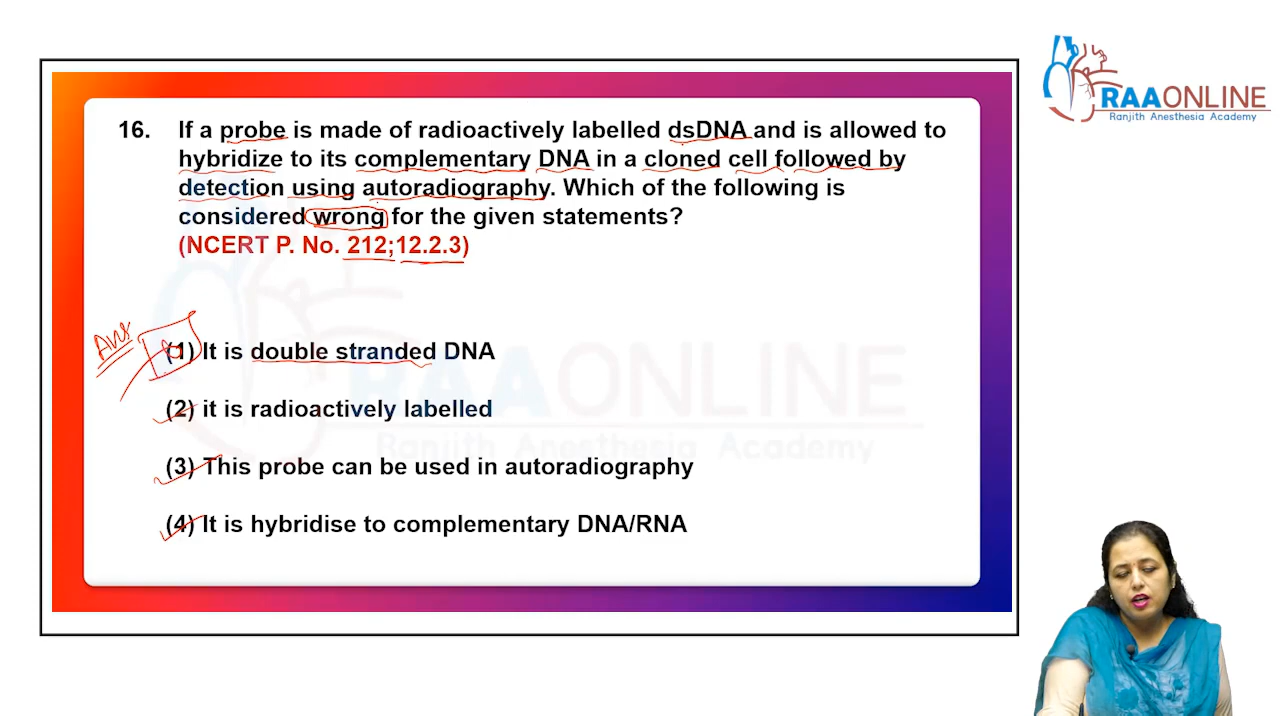 RAAONLINE
Ranjith Anesthesia Academy
16. If a probe is made of radioactively labelled dsDNA and is allowed to
hybridize to its complementary DNA in a cloned cell followed by
detection using autoradiography. Which of the following is
considered wrong for the given statements?
(NCERT P. No. 212;12.2.3)
Ans
(1) It is double stranded DNA
(2) it is radioactively labelled
(3) This probe can be used in autoradiography
(4) It is hybridise to complementary DNA/RNA
RAAONLINE
Ranjith Anesthesia Academy